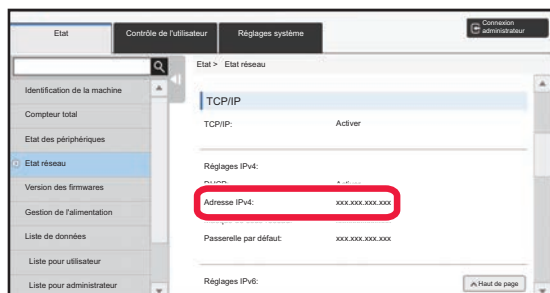 Etat
Contrôle de l'utilisateur
Réglages système
Connexion
administrateur
Etat > Etat réseau
Identification de la machine
Compteur total
Etat des périphériques
Etat réseau
Version des firmwares
Gestion de l'alimentation
Liste de données
Liste pour utilisateur
Liste pour administrateur
TCP/IP
TCP/IP: Activer
Réglages IPv4:
Adresse IPv4: xxx.xxx.xxx.xxx
Passerelle par défaut: xxx.xxx.xxx.xxx
Réglages IPv6:
Haut de page